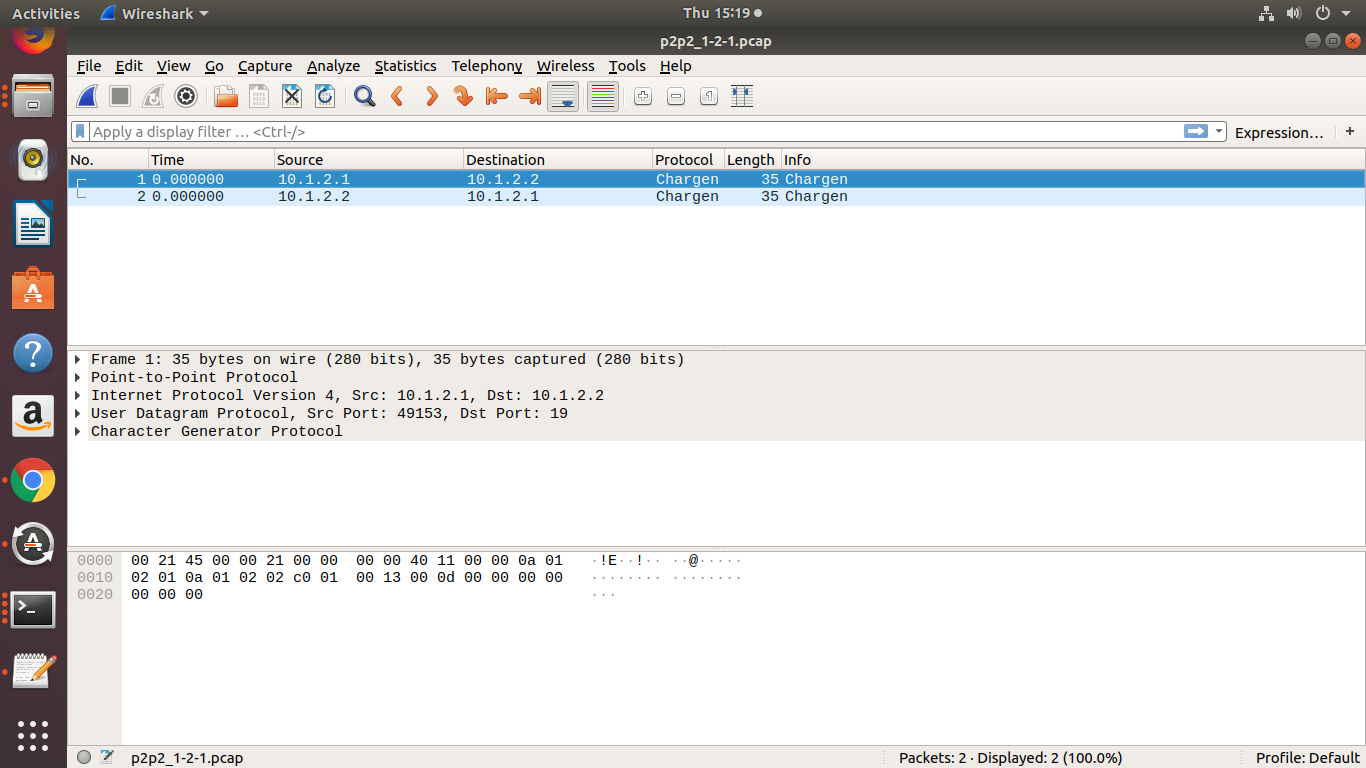 Activities Wireshark Thu 15:19
p2p2_1-2-1.pcap
File Edit View Go Capture Analyze Statistics Telephony Wireless Tools Help
Apply a display filter … <Ctrl-/> Expression… +
No. Time Source Destination Protocol Length Info
1 0.000000 10.1.2.1 10.1.2.2 Chargen 35 Chargen
2 0.000000 10.1.2.2 10.1.2.1 Chargen 35 Chargen
Frame 1: 35 bytes on wire (280 bits), 35 bytes captured (280 bits)
Point-to-Point Protocol
Internet Protocol Version 4, Src: 10.1.2.1, Dst: 10.1.2.2
User Datagram Protocol, Src Port: 49153, Dst Port: 19
Character Generator Protocol
0000 00 21 45 00 00 21 00 00 00 00 40 11 00 00 0a 01 ·!E··!·· ··@·····
0010 02 01 0a 01 02 02 c0 01 00 13 00 0d 00 00 00 00 ········ ········
0020 00 00 00 ···
p2p2_1-2-1.pcap Packets: 2 · Displayed: 2 (100.0%) Profile: Default